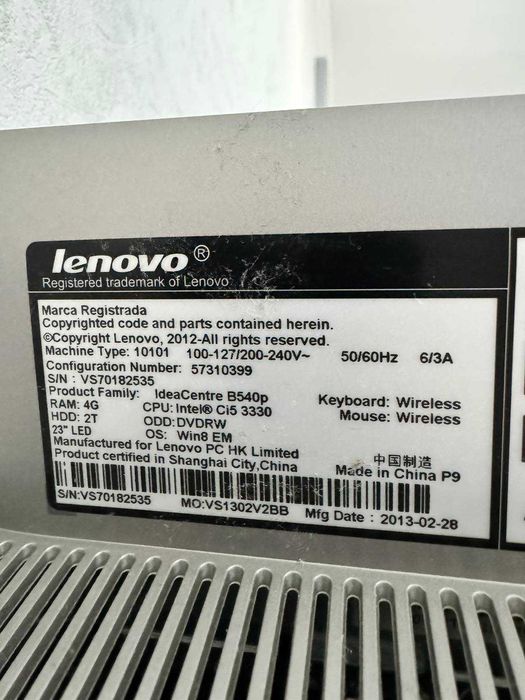 lenovo®
Registered trademark of Lenovo
Marca Registrada
Copyrighted code and parts contained herein.
©Copyright Lenovo, 2012-All rights reserved.
Machine Type: 10101 100-127/200-240V~ 50/60Hz 6/3A
Configuration Number: 57310399
S/N : VS70182535
Product Family: IdeaCentre B540p Keyboard: Wireless
RAM: 4G CPU: Intel® Ci5 3330 Mouse: Wireless
HDD: 2T ODD: DVDRW
23" LED OS: Win8 EM
Manufactured for Lenovo PC HK Limited 中国制造
Product certified in Shanghai City,China Made in China P9
S/N:VS70182535 MO:VS1302V2BB Mfg Date : 2013-02-28